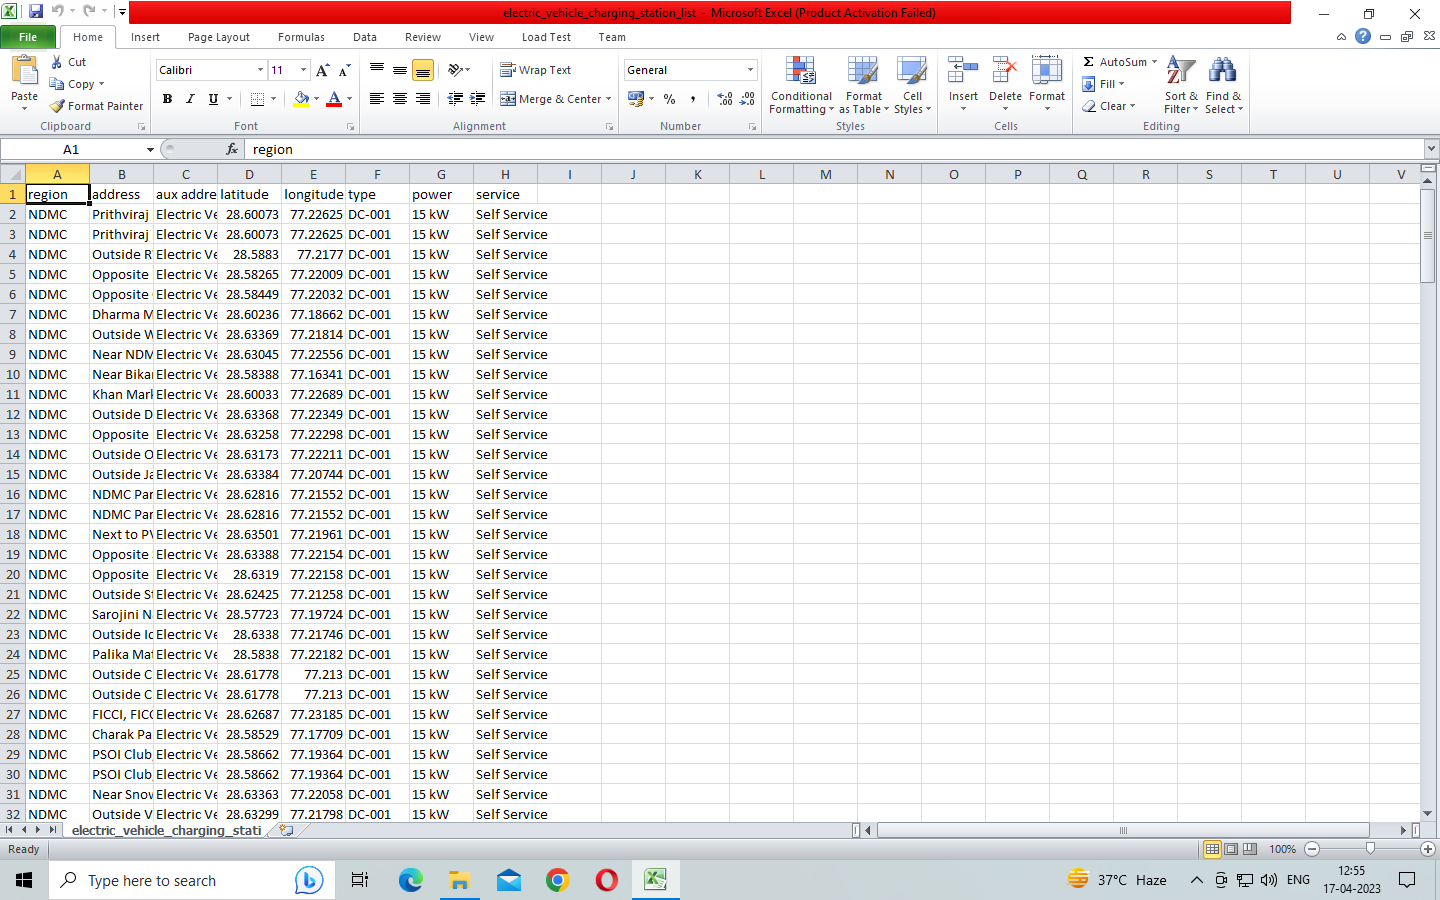 electric_vehicle_charging_station_list - Microsoft Excel (Product Activation Failed)
File Home Insert Page Layout Formulas Data Review View Load Test Team
Paste
Cut
Copy
Format Painter
Clipboard
Calibri 11
B I U
Font
Wrap Text
Merge & Center
Alignment
General
% ,
Number
Conditional Formatting
Format as Table
Cell Styles
Styles
Insert Delete Format
Cells
AutoSum
Fill
Clear
Sort & Filter
Find & Select
Editing
A1 fx region
A B C D E F G H I J K L M N O P Q R S T U V
1 region address aux addre latitude longitude type power service
2 NDMC Prithviraj Electric Ve 28.60073 77.22625 DC-001 15 kW Self Service
3 NDMC Prithviraj Electric Ve 28.60073 77.22625 DC-001 15 kW Self Service
4 NDMC Outside R Electric Ve 28.5883 77.2177 DC-001 15 kW Self Service
5 NDMC Opposite Electric Ve 28.58265 77.22009 DC-001 15 kW Self Service
6 NDMC Opposite Electric Ve 28.58449 77.22032 DC-001 15 kW Self Service
7 NDMC Dharma M Electric Ve 28.60236 77.18662 DC-001 15 kW Self Service
8 NDMC Outside W Electric Ve 28.63369 77.21814 DC-001 15 kW Self Service
9 NDMC Near NDM Electric Ve 28.63045 77.22556 DC-001 15 kW Self Service
10 NDMC Near Bika Electric Ve 28.58388 77.16341 DC-001 15 kW Self Service
11 NDMC Khan Mark Electric Ve 28.60033 77.22689 DC-001 15 kW Self Service
12 NDMC Outside D Electric Ve 28.63368 77.22349 DC-001 15 kW Self Service
13 NDMC Opposite Electric Ve 28.63258 77.22298 DC-001 15 kW Self Service
14 NDMC Outside O Electric Ve 28.63173 77.22211 DC-001 15 kW Self Service
15 NDMC Outside Ja Electric Ve 28.63384 77.20744 DC-001 15 kW Self Service
16 NDMC NDMC Par Electric Ve 28.62816 77.21552 DC-001 15 kW Self Service
17 NDMC NDMC Par Electric Ve 28.62816 77.21552 DC-001 15 kW Self Service
18 NDMC Next to PV Electric Ve 28.63501 77.21961 DC-001 15 kW Self Service
19 NDMC Opposite Electric Ve 28.63388 77.22154 DC-001 15 kW Self Service
20 NDMC Opposite Electric Ve 28.6319 77.22158 DC-001 15 kW Self Service
21 NDMC Outside St Electric Ve 28.62425 77.21258 DC-001 15 kW Self Service
22 NDMC Sarojini N Electric Ve 28.57723 77.19724 DC-001 15 kW Self Service
23 NDMC Outside Ic Electric Ve 28.6338 77.21746 DC-001 15 kW Self Service
24 NDMC Palika Mat Electric Ve 28.5838 77.22182 DC-001 15 kW Self Service
25 NDMC Outside C Electric Ve 28.61778 77.213 DC-001 15 kW Self Service
26 NDMC Outside C Electric Ve 28.61778 77.213 DC-001 15 kW Self Service
27 NDMC FICCI, FICC Electric Ve 28.62687 77.23185 DC-001 15 kW Self Service
28 NDMC Charak Pa Electric Ve 28.58529 77.17709 DC-001 15 kW Self Service
29 NDMC PSOI Club, Electric Ve 28.58662 77.19364 DC-001 15 kW Self Service
30 NDMC PSOI Club, Electric Ve 28.58662 77.19364 DC-001 15 kW Self Service
31 NDMC Near Snow Electric Ve 28.63363 77.22058 DC-001 15 kW Self Service
32 NDMC Outside V Electric Ve 28.63299 77.21798 DC-001 15 kW Self Service
electric_vehicle_charging_stati
Ready 100%
Type here to search
37°C Haze ENG
12:55
17-04-2023